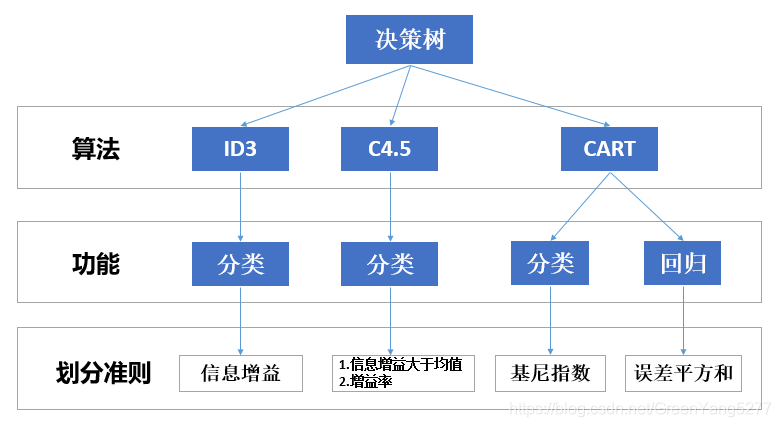 决策树
算法
ID3
C4.5
CART
功能
分类
分类
分类
回归
划分准则
信息增益
1.信息增益大于均值
2.增益率
基尼指数
误差平方和
https://blog.csdn.net/GreenYang5277